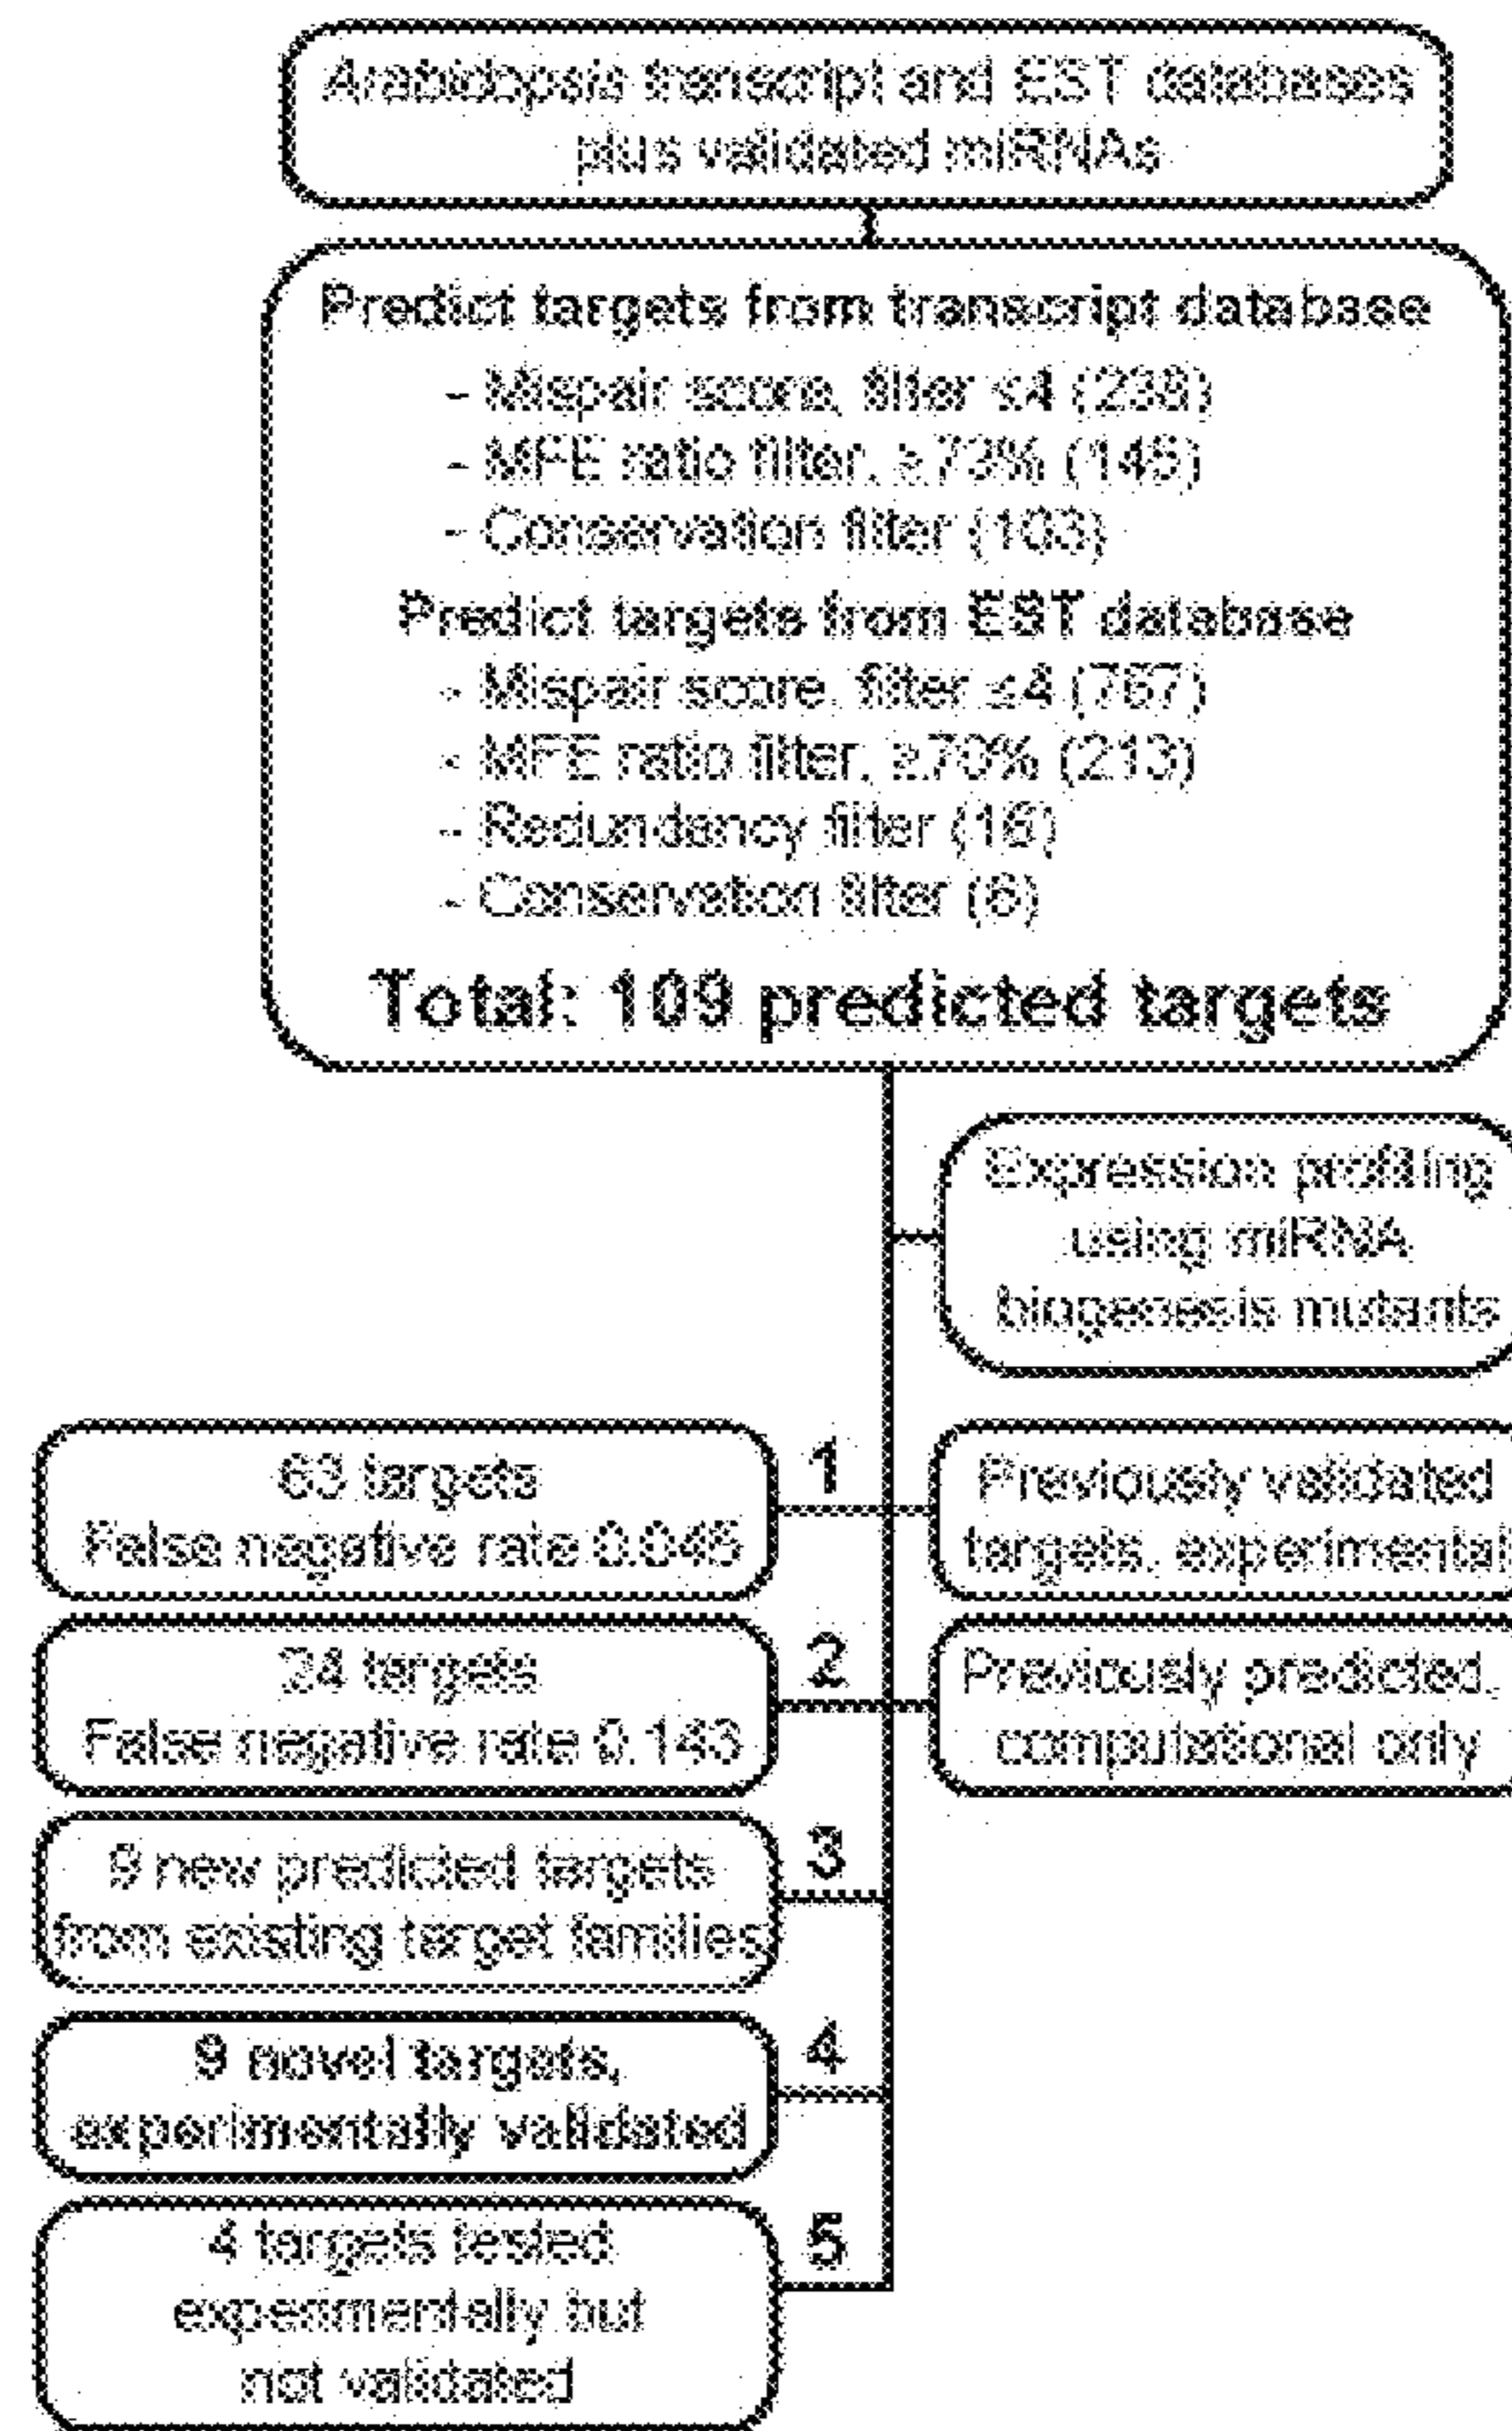 Arabidopsis transcript and EST databases
plus validated miRNAs
Predict targets from transcript database
- Mispair score, filter ≤4 (238)
- MFE ratio filter, ≥73% (145)
- Conservation filter (103)
Predict targets from EST database
- Mispair score, filter ≤4 (767)
- MFE ratio filter, ≥70% (213)
- Redundancy filter (16)
- Conservation filter (6)
Total: 109 predicted targets
Expression profiling
using miRNA
biogenesis mutants
63 targets
False negative rate 0.045
1
Previously validated
targets, experimental
24 targets
False negative rate 0.143
2
Previously predicted,
computational only
9 new predicted targets
from existing target families
3
9 novel targets,
experimentally validated
4
4 targets tested
experimentally but
not validated
5